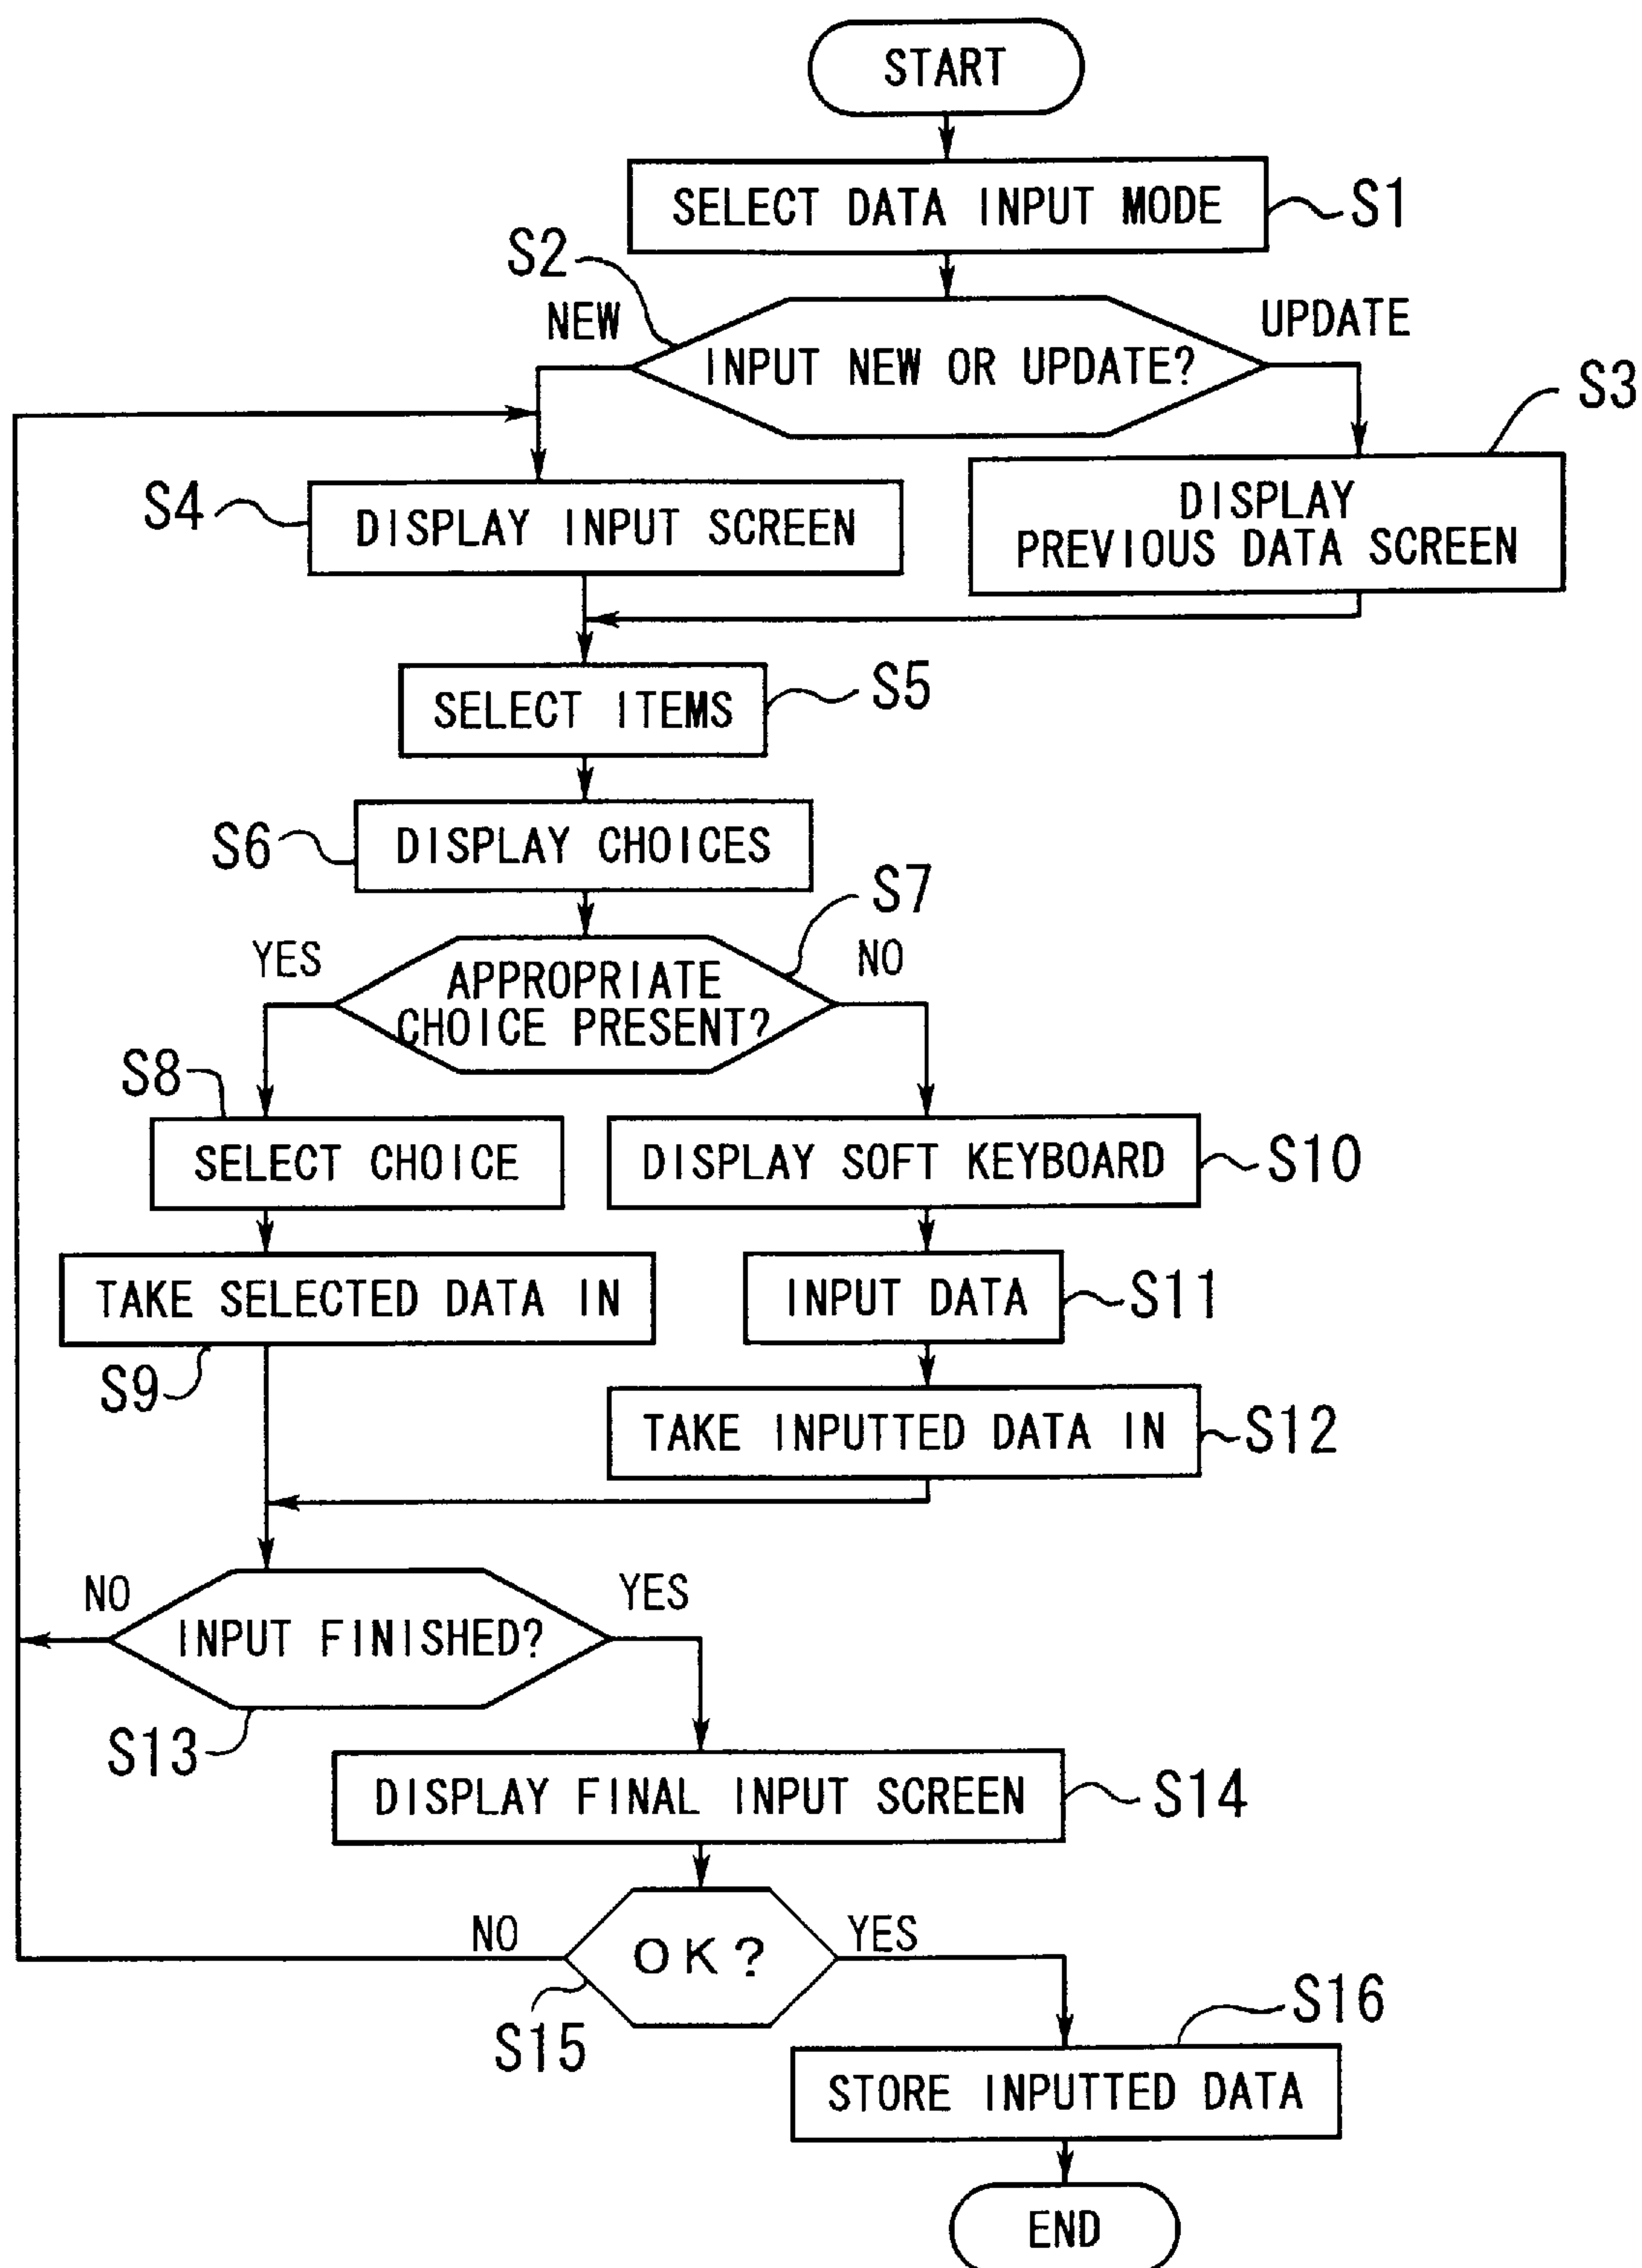 START
SELECT DATA INPUT MODE
S1
S2
NEW
UPDATE
INPUT NEW OR UPDATE?
S3
S4
DISPLAY INPUT SCREEN
DISPLAY
PREVIOUS DATA SCREEN
SELECT ITEMS
S5
S6
DISPLAY CHOICES
S7
YES
NO
APPROPRIATE
CHOICE PRESENT?
S8
SELECT CHOICE
DISPLAY SOFT KEYBOARD
S10
TAKE SELECTED DATA IN
INPUT DATA
S11
S9
TAKE INPUTTED DATA IN
S12
NO
YES
INPUT FINISHED?
S13
DISPLAY FINAL INPUT SCREEN
S14
NO
YES
OK?
S15
S16
STORE INPUTTED DATA
END